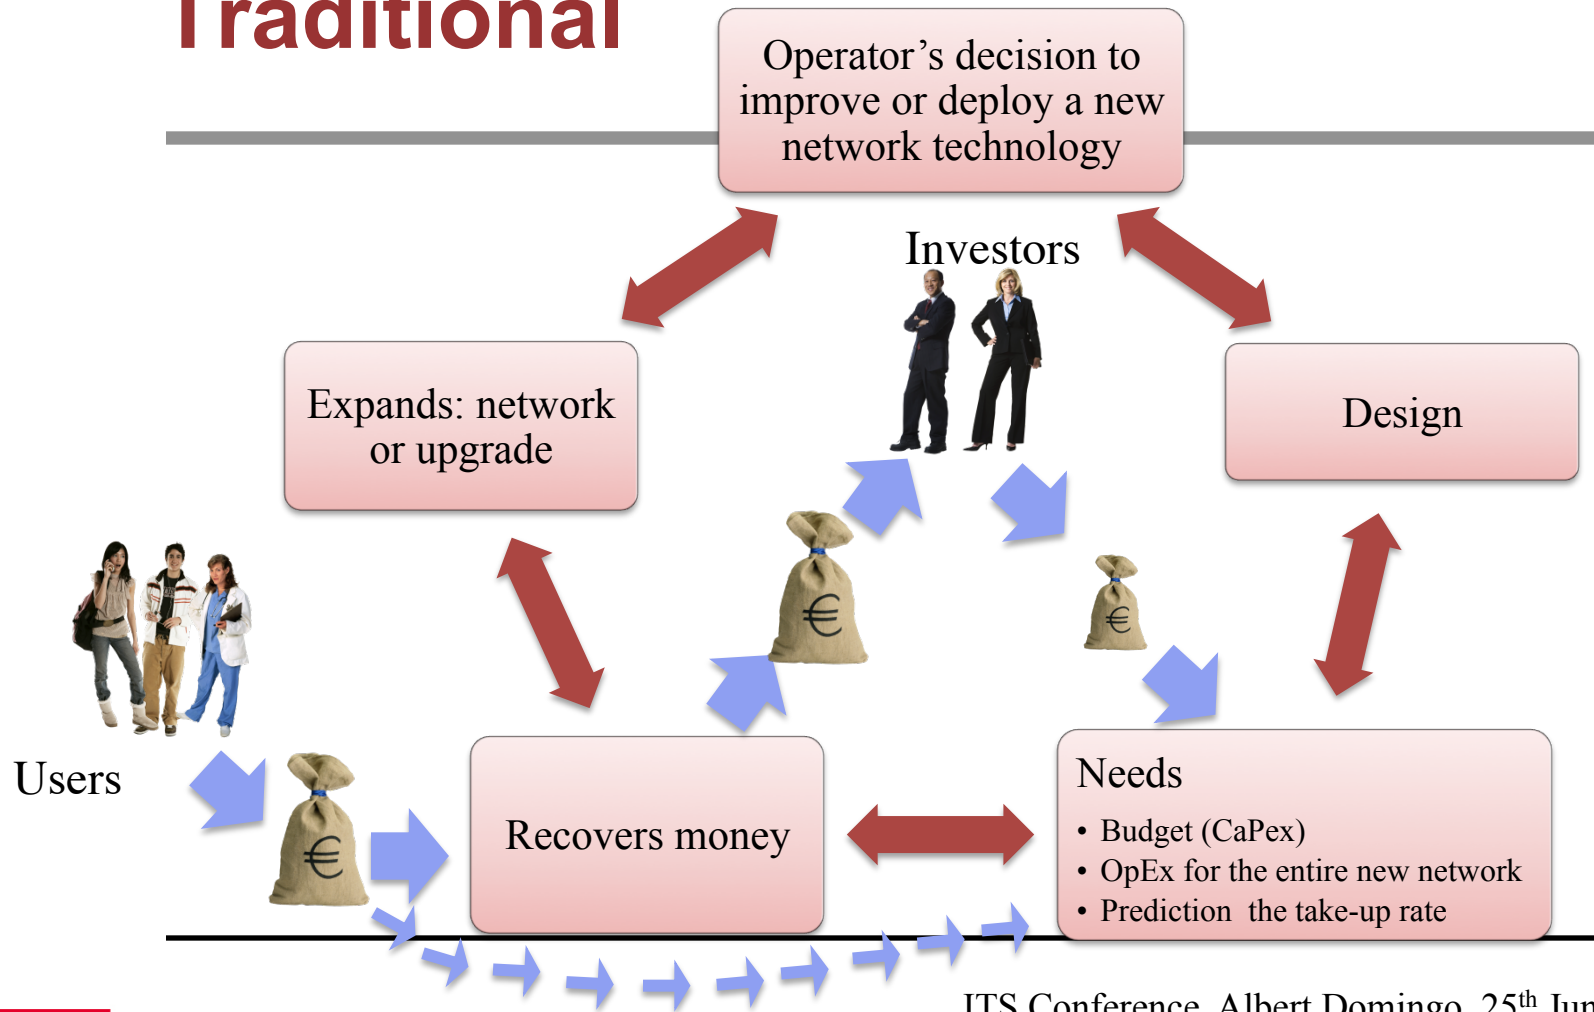 Traditional
Operator’s decision to
improve or deploy a new
network technology
Investors
Expands: network
or upgrade
Design
€
€
Users
€
Recovers money
Needs
• Budget (CaPex)
• OpEx for the entire new network
• Prediction the take-up rate
ITS Conference, Albert Domingo, 25th Jun